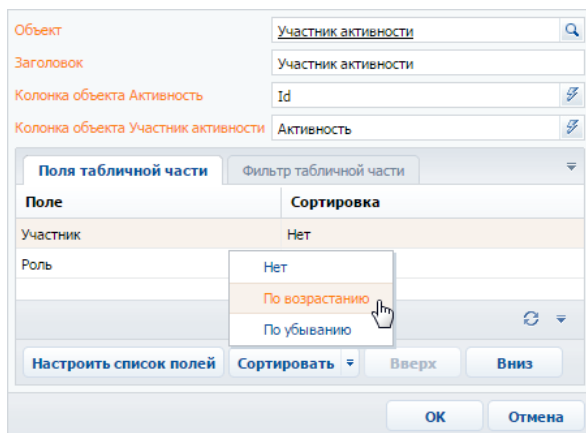 Объект Участник активности
Заголовок Участник активности
Колонка объекта Активность Id
Колонка объекта Участник активности Активность
Поля табличной части Фильтр табличной части
Поле Сортировка
Участник Нет
Роль
Нет
По возрастанию
По убыванию
Настроить список полей Сортировать Вверх Вниз
ОК Отмена